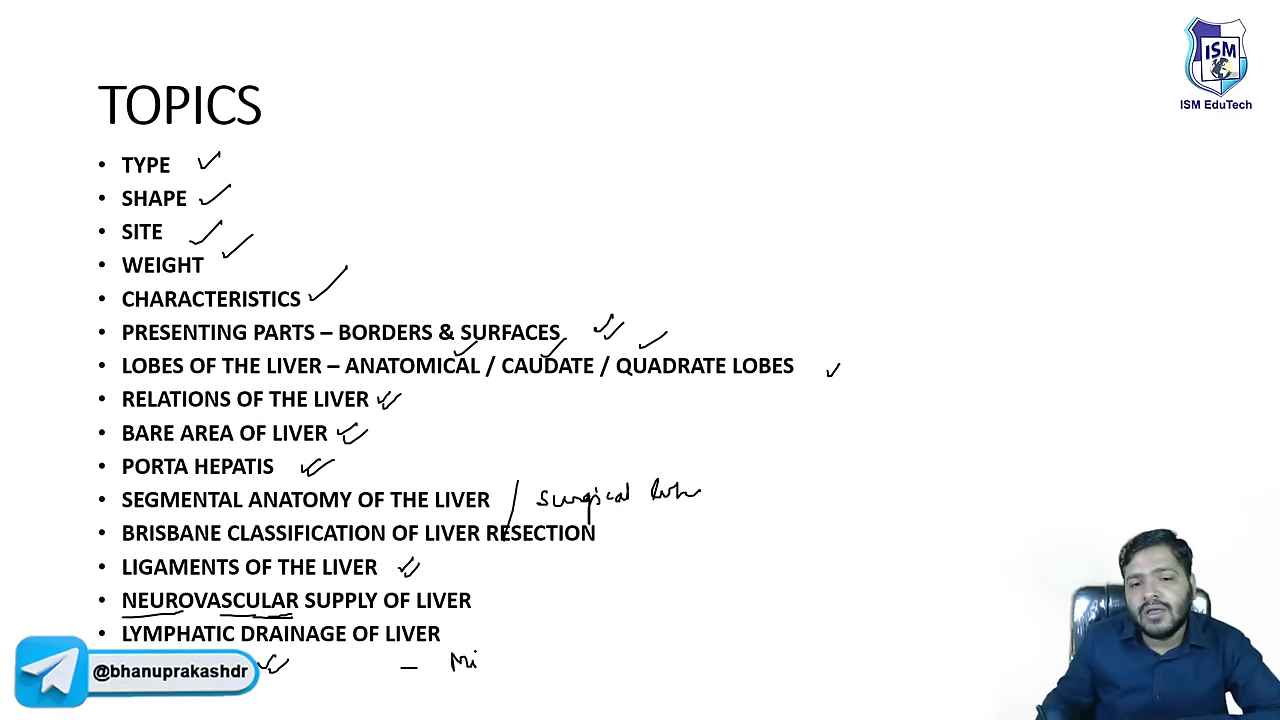 ISM
ISM EduTech
TOPICS
• TYPE
• SHAPE
• SITE
• WEIGHT
• CHARACTERISTICS
• PRESENTING PARTS – BORDERS & SURFACES
• LOBES OF THE LIVER – ANATOMICAL / CAUDATE / QUADRATE LOBES
• RELATIONS OF THE LIVER
• BARE AREA OF LIVER
• PORTA HEPATIS
• SEGMENTAL ANATOMY OF THE LIVER / Surgical
• BRISBANE CLASSIFICATION OF LIVER RESECTION
• LIGAMENTS OF THE LIVER
• NEUROVASCULAR SUPPLY OF LIVER
• LYMPHATIC DRAINAGE OF LIVER
@bhanuprakashdr – Mi